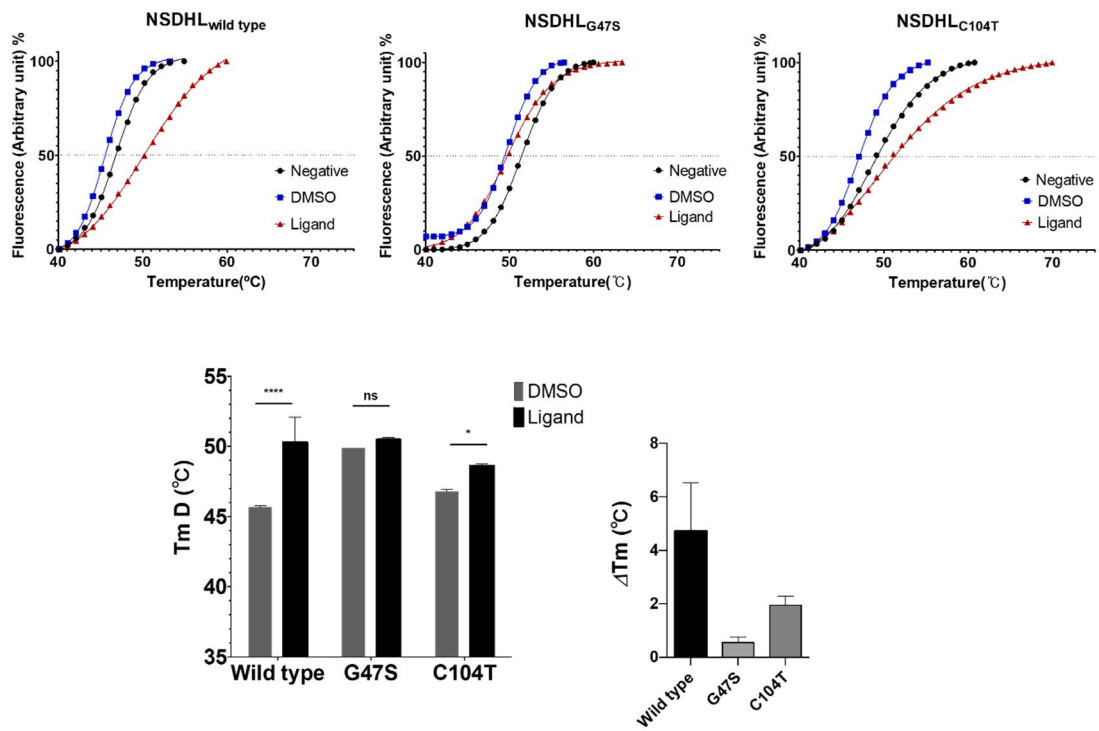 NSDHLwild type
Fluorescence (Arbitrary unit) %
100
50
0
Negative
DMSO
Ligand
40 50 60 70
Temperature(ºC)
NSDHLG47S
Fluorescence (Arbitrary unit) %
100
50
0
Negative
DMSO
Ligand
40 50 60 70
Temperature(℃)
NSDHLC104T
Fluorescence (Arbitrary unit) %
100
50
0
Negative
DMSO
Ligand
40 50 60 70
Temperature(℃)
Tm D (℃)
55
50
45
40
35
****
ns
*
DMSO
Ligand
Wild type G47S C104T
ΔTm (℃)
8
6
4
2
0
Wild type
G47S
C104T